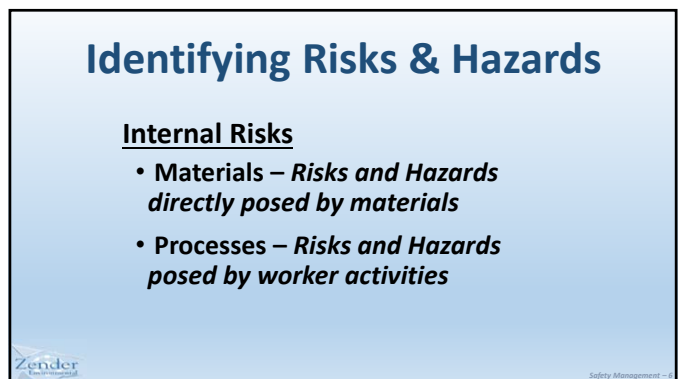 Identifying Risks & Hazards
Internal Risks
• Materials – Risks and Hazards
directly posed by materials
• Processes – Risks and Hazards
posed by worker activities
Zender
Environmental
Safety Management – 6